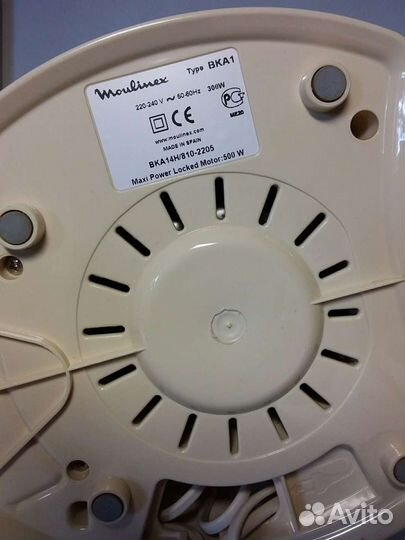 Moulinex Type BKA1
220-240 V ~ 50-60Hz 300W
CE
www.moulinex.com
MADE IN SPAIN
ME20
BKA14H/810-2205
Maxi Power Locked Motor:500 W
Avito